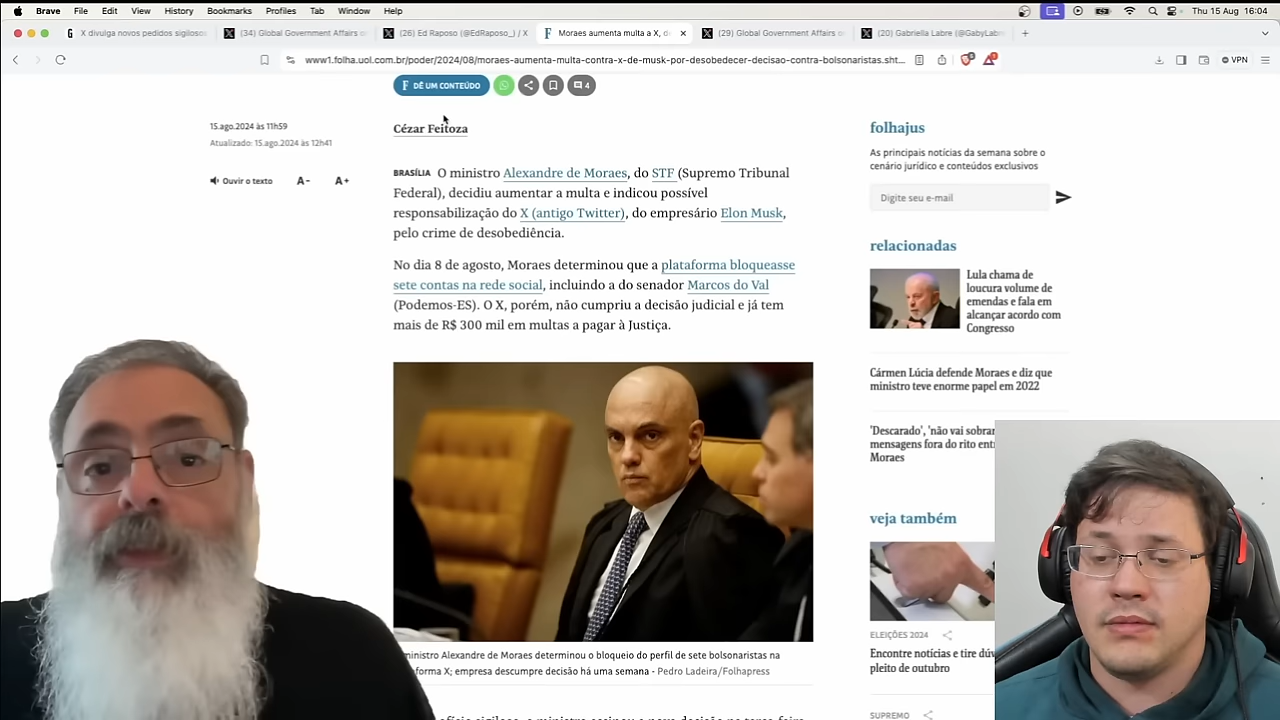 Brave File Edit View History Bookmarks Profiles Tab Window Help Thu 15 Aug 16:04
X divulga novos pedidos sigilosos (34) Global Government Affairs o (26) Ed Raposo (@EdRaposo_) / X Moraes aumenta multa a X, d (29) Global Government Affairs o (20) Gabriella Labre (@GabyLabre
www1.folha.uol.com.br/poder/2024/08/moraes-aumenta-multa-contra-x-de-musk-por-desobedecer-decisao-contra-bolsonaristas.sht... VPN
F DÊ UM CONTEÚDO 4
15.ago.2024 às 11h59
Atualizado: 15.ago.2024 às 12h41
Ouvir o texto A- A+
Cézar Feitoza
BRASÍLIA O ministro Alexandre de Moraes, do STF (Supremo Tribunal
Federal), decidiu aumentar a multa e indicou possível
responsabilização do X (antigo Twitter), do empresário Elon Musk,
pelo crime de desobediência.
No dia 8 de agosto, Moraes determinou que a plataforma bloqueasse
sete contas na rede social, incluindo a do senador Marcos do Val
(Podemos-ES). O X, porém, não cumpriu a decisão judicial e já tem
mais de R$ 300 mil em multas a pagar à Justiça.
ministro Alexandre de Moraes determinou o bloqueio do perfil de sete bolsonaristas na
forma X; empresa descumpre decisão há uma semana - Pedro Ladeira/Folhapress
folhajus
As principais notícias da semana sobre o
cenário jurídico e conteúdos exclusivos
Digite seu e-mail
relacionadas
Lula chama de
loucura volume de
emendas e fala em
alcançar acordo com
Congresso
Cármen Lúcia defende Moraes e diz que
ministro teve enorme papel em 2022
'Descarado', 'não vai sobrar
mensagens fora do rito ent
Moraes
veja também
ELEIÇÕES 2024
Encontre notícias e tire dúv
pleito de outubro
SUPREMO